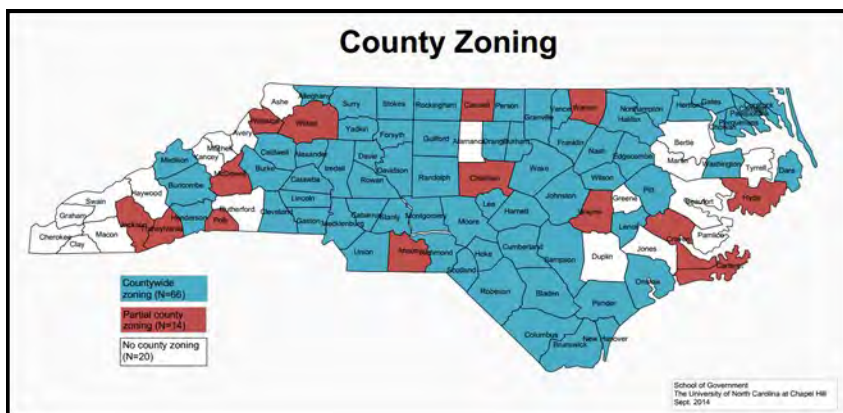 County Zoning
Ashe
Alleghany
Surry
Stokes
Rockingham
Caswell
Person
Granville
Vance
Warren
Northampton
Halifax
Hertford
Gates
Watauga
Wilkes
Yadkin
Forsyth
Guilford
Alamance
Orange
Durham
Franklin
Nash
Edgecombe
Bertie
Avery
Mitchell
Yancey
Caldwell
Alexander
Iredell
Davie
Davidson
Randolph
Chatham
Wake
Wilson
Martin
Washington
Tyrrell
Dare
Madison
Buncombe
McDowell
Burke
Catawba
Rowan
Johnston
Pitt
Beaufort
Hyde
Haywood
Swain
Graham
Cherokee
Clay
Macon
Jackson
Transylvania
Henderson
Polk
Rutherford
Cleveland
Lincoln
Gaston
Mecklenburg
Cabarrus
Stanly
Montgomery
Moore
Lee
Harnett
Wayne
Greene
Lenoir
Craven
Pamlico
Jones
Carteret
Union
Anson
Richmond
Scotland
Hoke
Cumberland
Sampson
Duplin
Onslow
Robeson
Bladen
Pender
Columbus
Brunswick
New Hanover
Countywide
zoning (N=66)
Partial county
zoning (N=14)
No county zoning
(N=20)
School of Government
The University of North Carolina at Chapel Hill
Sept. 2014